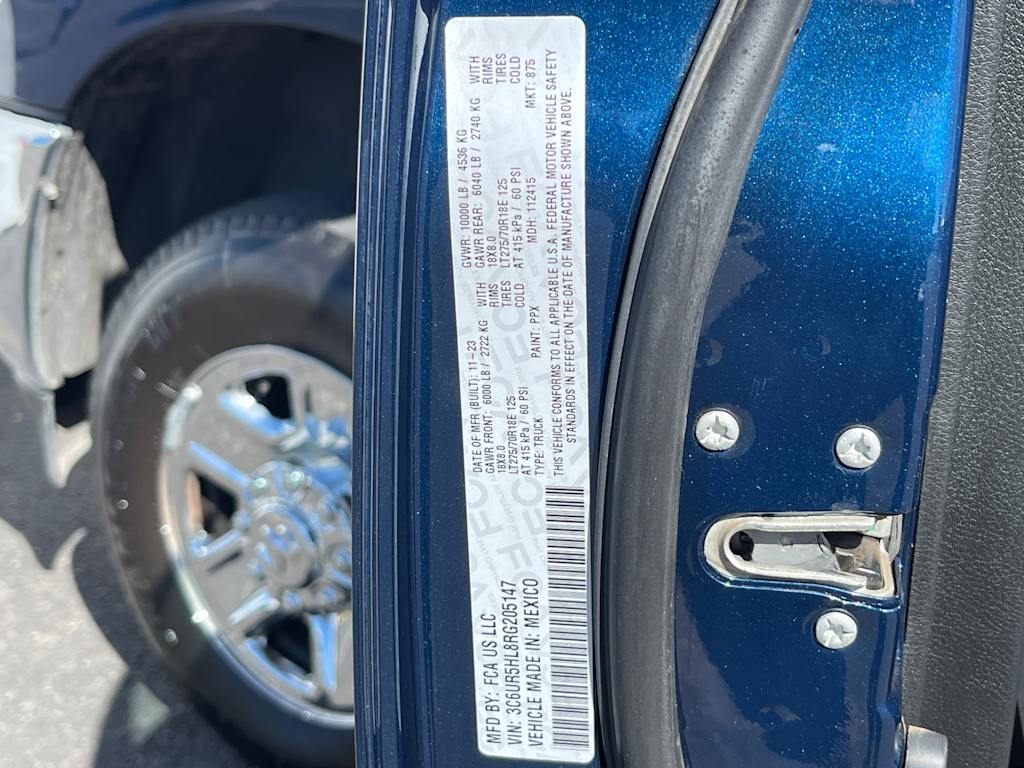 MFD BY: FCA US LLC
VIN: 3C6UR5HL8RG205147
VEHICLE MADE IN: MEXICO
DATE OF MFR (BUILT): 11-23
GVWR: 10000 LB / 4536 KG
GAWR FRONT: 6000 LB / 2722 KG WITH
18X8.0 RIMS
LT275/70R18E 125 TIRES
AT 415 kPa / 60 PSI COLD
GAWR REAR: 6040 LB / 2740 KG WITH
18X8.0 RIMS
LT275/70R18E 125 TIRES
AT 415 kPa / 60 PSI COLD
TYPE: TRUCK PAINT: PPX MDH: 112415 MKT: 875
THIS VEHICLE CONFORMS TO ALL APPLICABLE U.S.A. FEDERAL MOTOR VEHICLE SAFETY
STANDARDS IN EFFECT ON THE DATE OF MANUFACTURE SHOWN ABOVE.